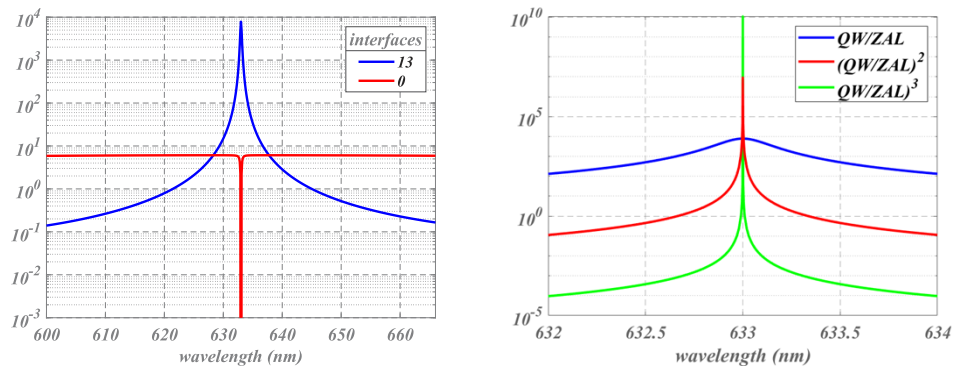 10^4
10^3
10^2
10^1
10^0
10^-1
10^-2
10^-3
600 610 620 630 640 650 660
wavelength (nm)
interfaces
13
0
10^10
10^5
10^0
10^-5
632 632.5 633 633.5 634
wavelength (nm)
QW/ZAL
(QW/ZAL)^2
QW/ZAL)^3